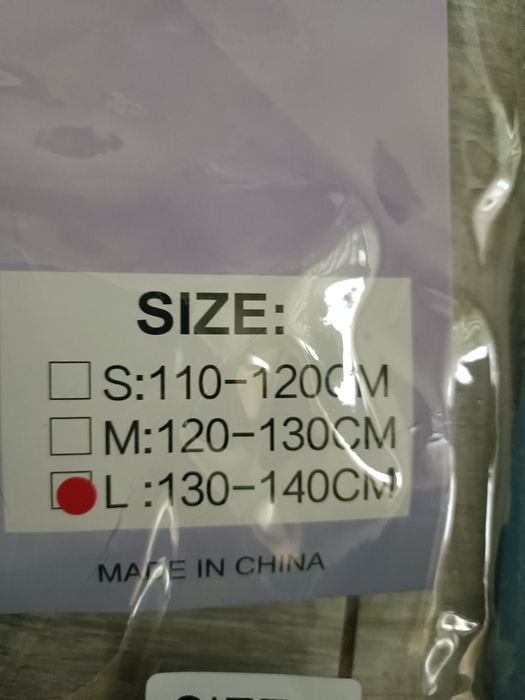 SIZE:
S:110-120CM
M:120-130CM
L :130-140CM
MADE IN CHINA